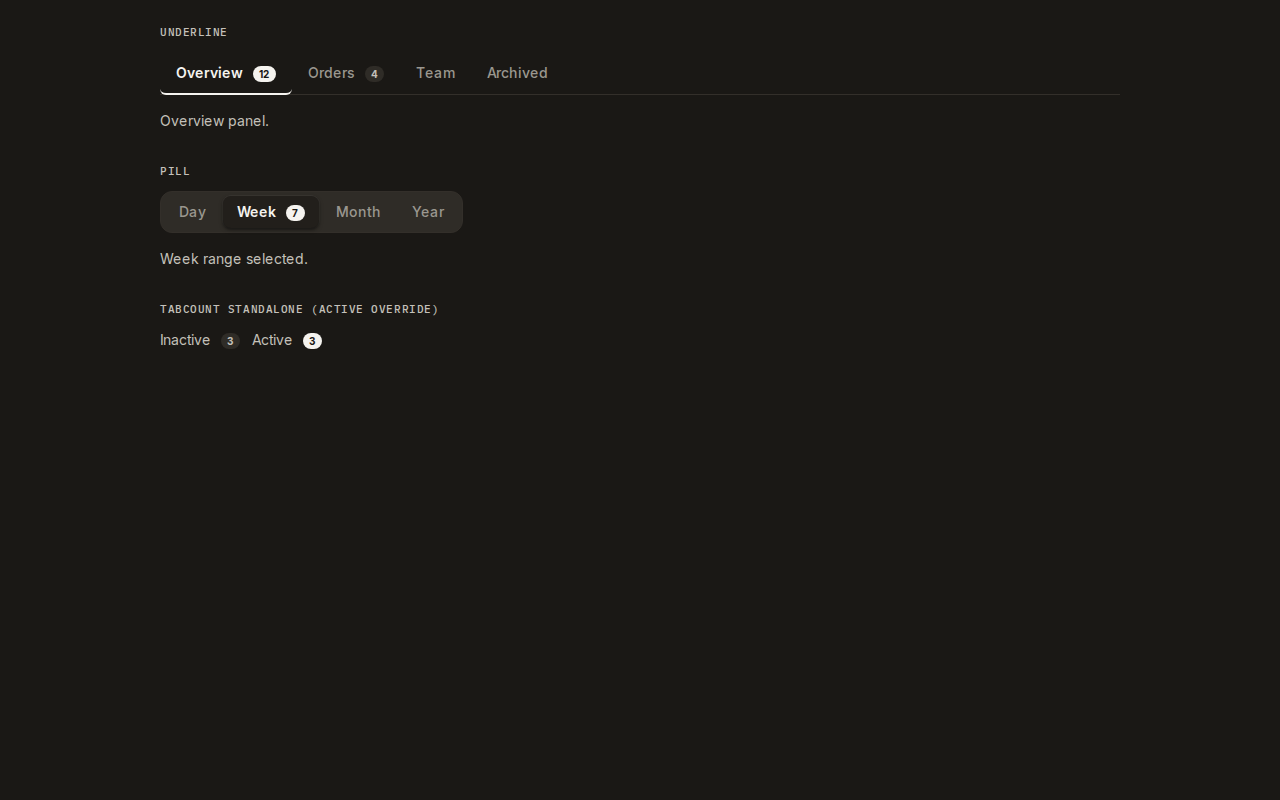 UNDERLINE
Overview 12 Orders 4 Team Archived
Overview panel.
PILL
Day Week 7 Month Year
Week range selected.
TABCOUNT STANDALONE (ACTIVE OVERRIDE)
Inactive 3 Active 3